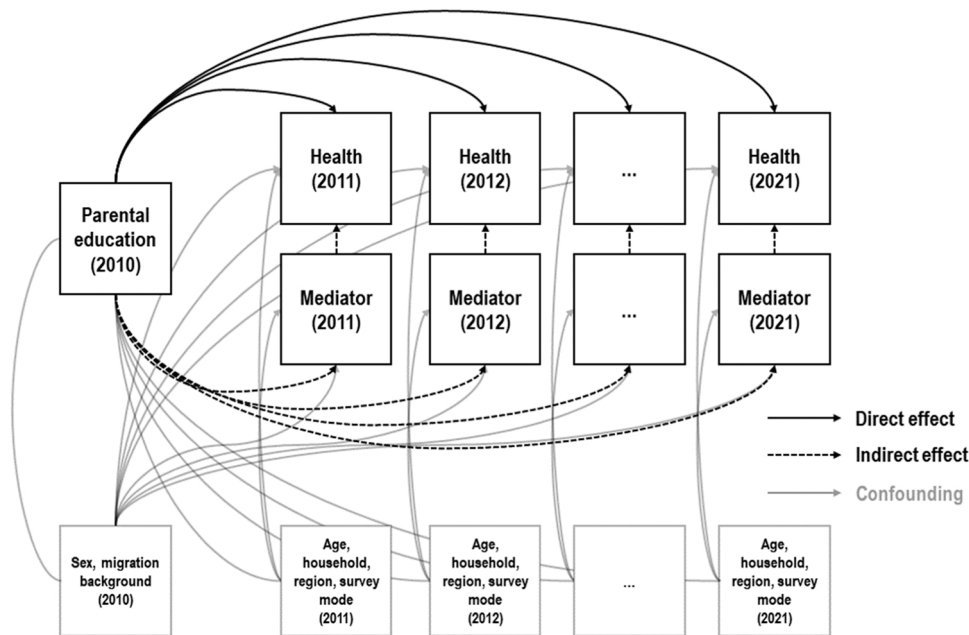 Health
(2011)
Health
(2012)
...
Health
(2021)
Parental
education
(2010)
Mediator
(2011)
Mediator
(2012)
...
Mediator
(2021)
Direct effect
Indirect effect
Confounding
Sex, migration
background
(2010)
Age,
household,
region, survey
mode
(2011)
Age,
household,
region, survey
mode
(2012)
...
Age,
household,
region, survey
mode
(2021)